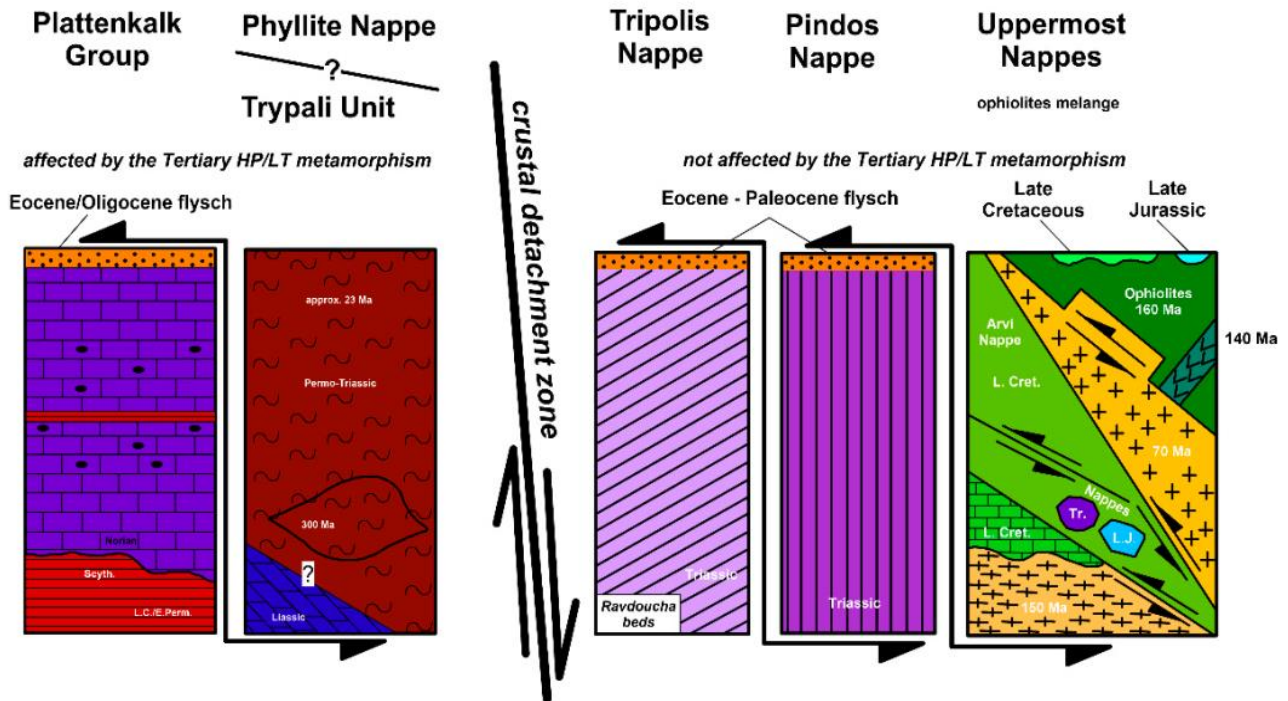 Plattenkalk
Group
Phyllite Nappe
?
Trypali Unit
Tripolis
Nappe
Pindos
Nappe
Uppermost
Nappes
ophiolites melange
affected by the Tertiary HP/LT metamorphism
crustal detachment zone
not affected by the Tertiary HP/LT metamorphism
Eocene/Oligocene flysch
Eocene - Paleocene flysch
Late
Cretaceous
Late
Jurassic
Norian
Scyth.
L.C./E.Perm.
approx. 23 Ma
Permo-Triassic
300 Ma
?
Liassic
Triassic
Ravdoucha
beds
Triassic
Ophiolites
160 Ma
140 Ma
Arvi
Nappe
L. Cret.
70 Ma
Nappes
Tr.
L.J.
L. Cret.
150 Ma